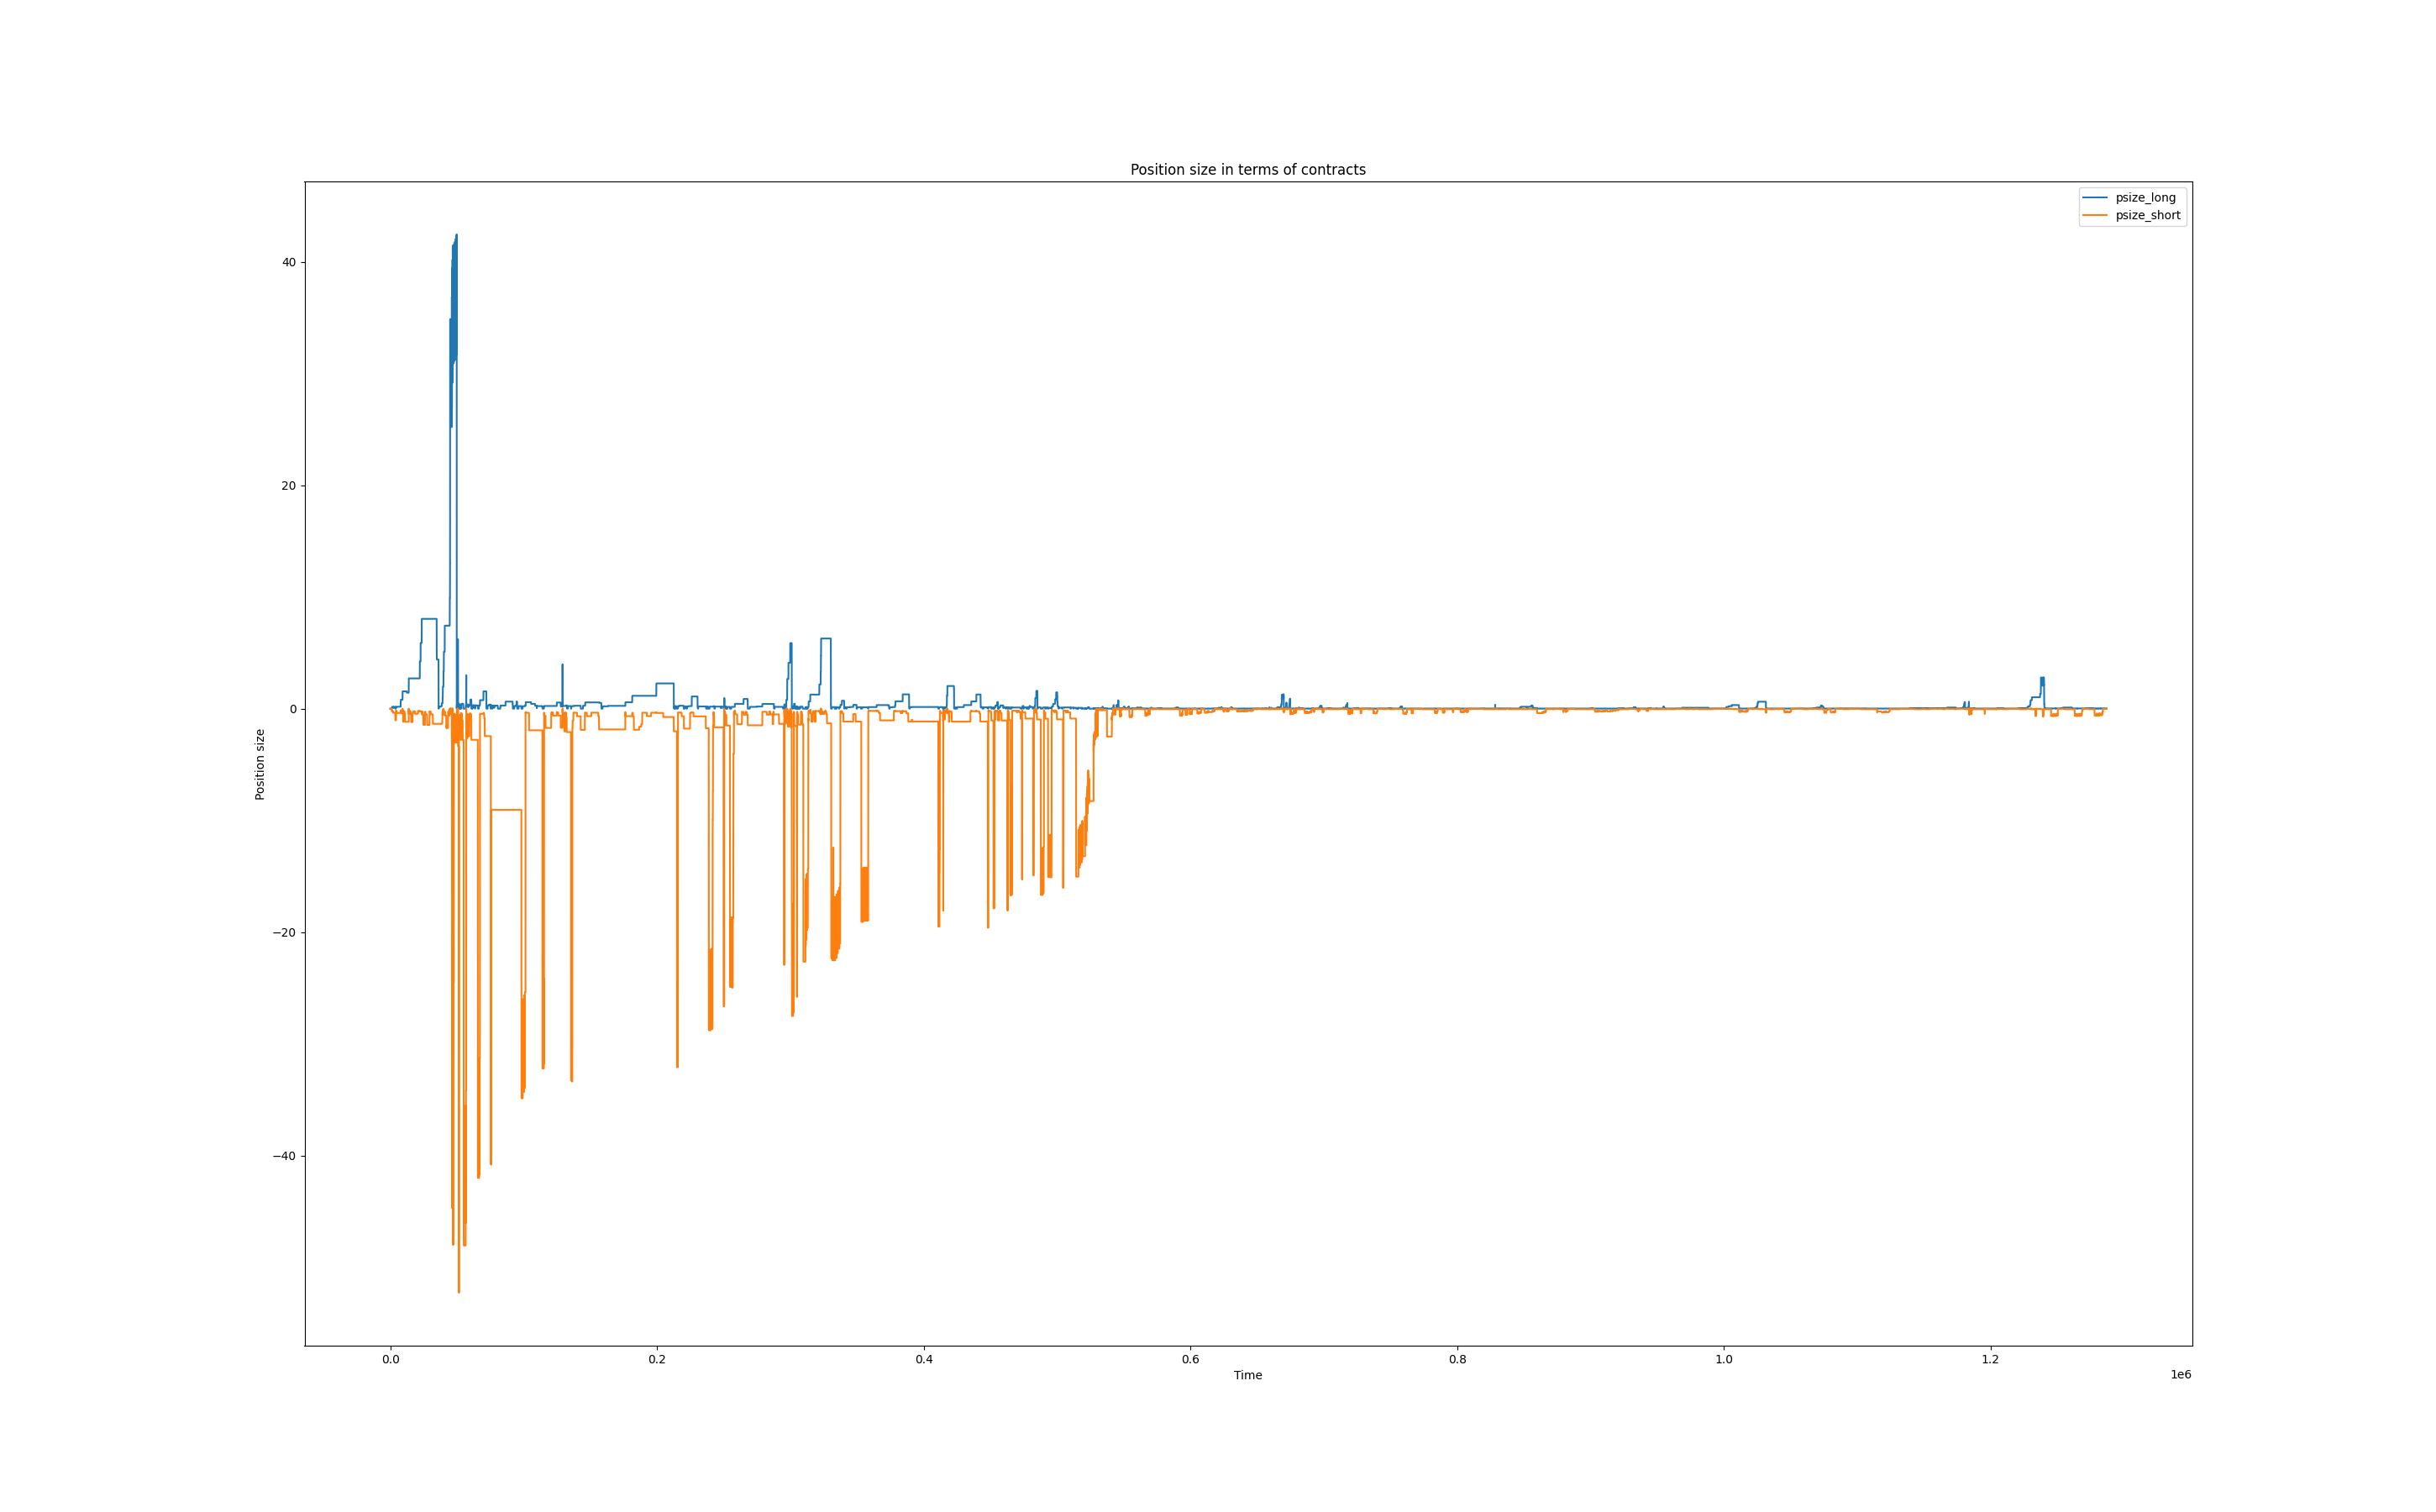 Position size in terms of contracts
psize_long
psize_short
40
20
0
−20
−40
Position size
0.0
0.2
0.4
0.6
0.8
1.0
1.2
1e6
Time